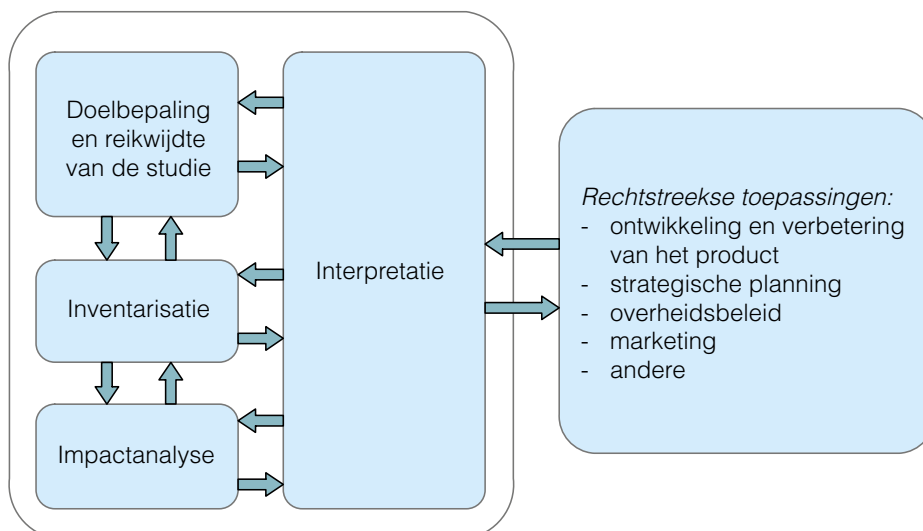 Doelbepaling
en reikwijdte
van de studie
Inventarisatie
Impactanalyse
Interpretatie
Rechtstreekse toepassingen:
- ontwikkeling en verbetering
van het product
- strategische planning
- overheidsbeleid
- marketing
- andere